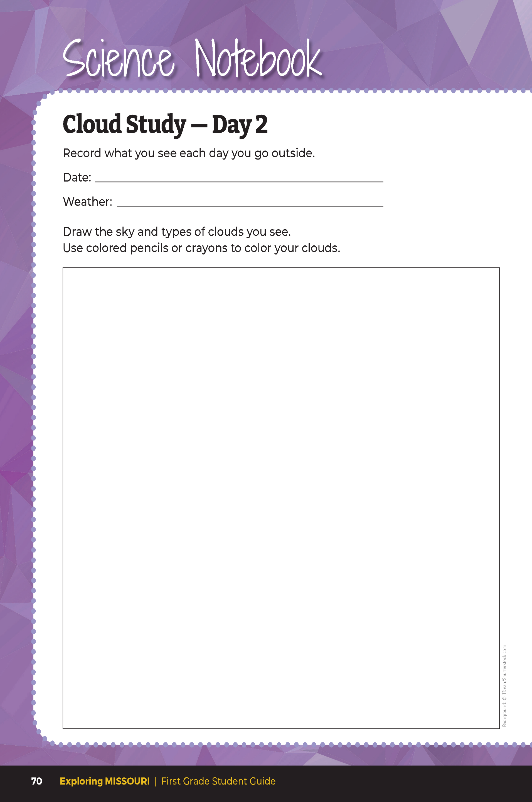 Science Notebook
Cloud Study — Day 2
Record what you see each day you go outside.
Date:
Weather:
Draw the sky and types of clouds you see.
Use colored pencils or crayons to color your clouds.
70 Exploring MISSOURI | First Grade Student Guide